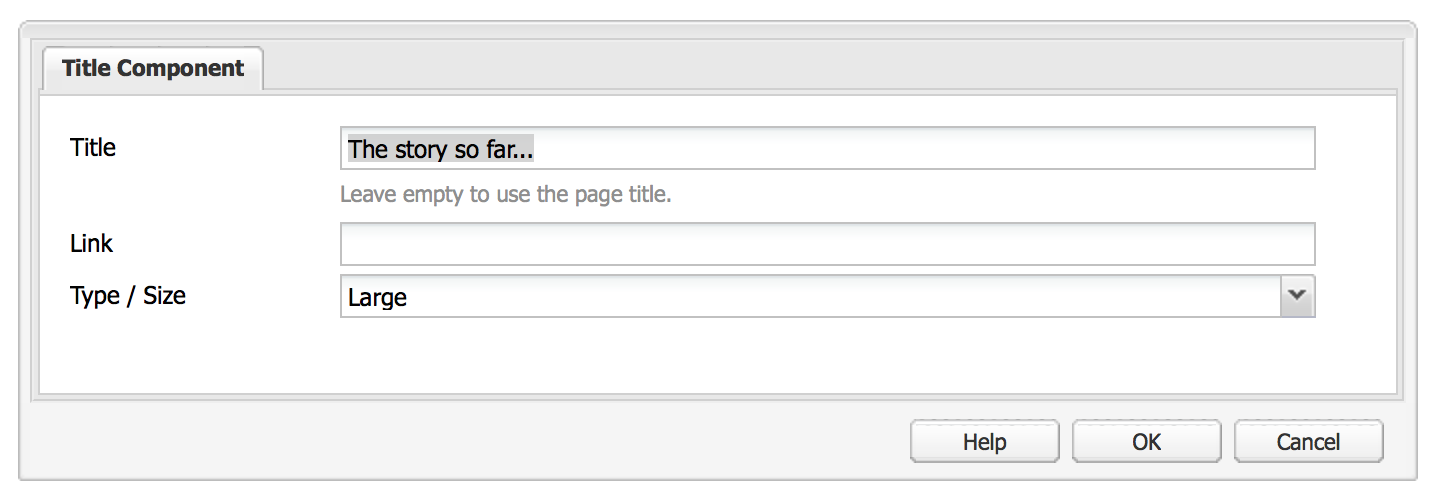 Title Component
Title The story so far...
Leave empty to use the page title.
Link
Type / Size Large
Help OK Cancel